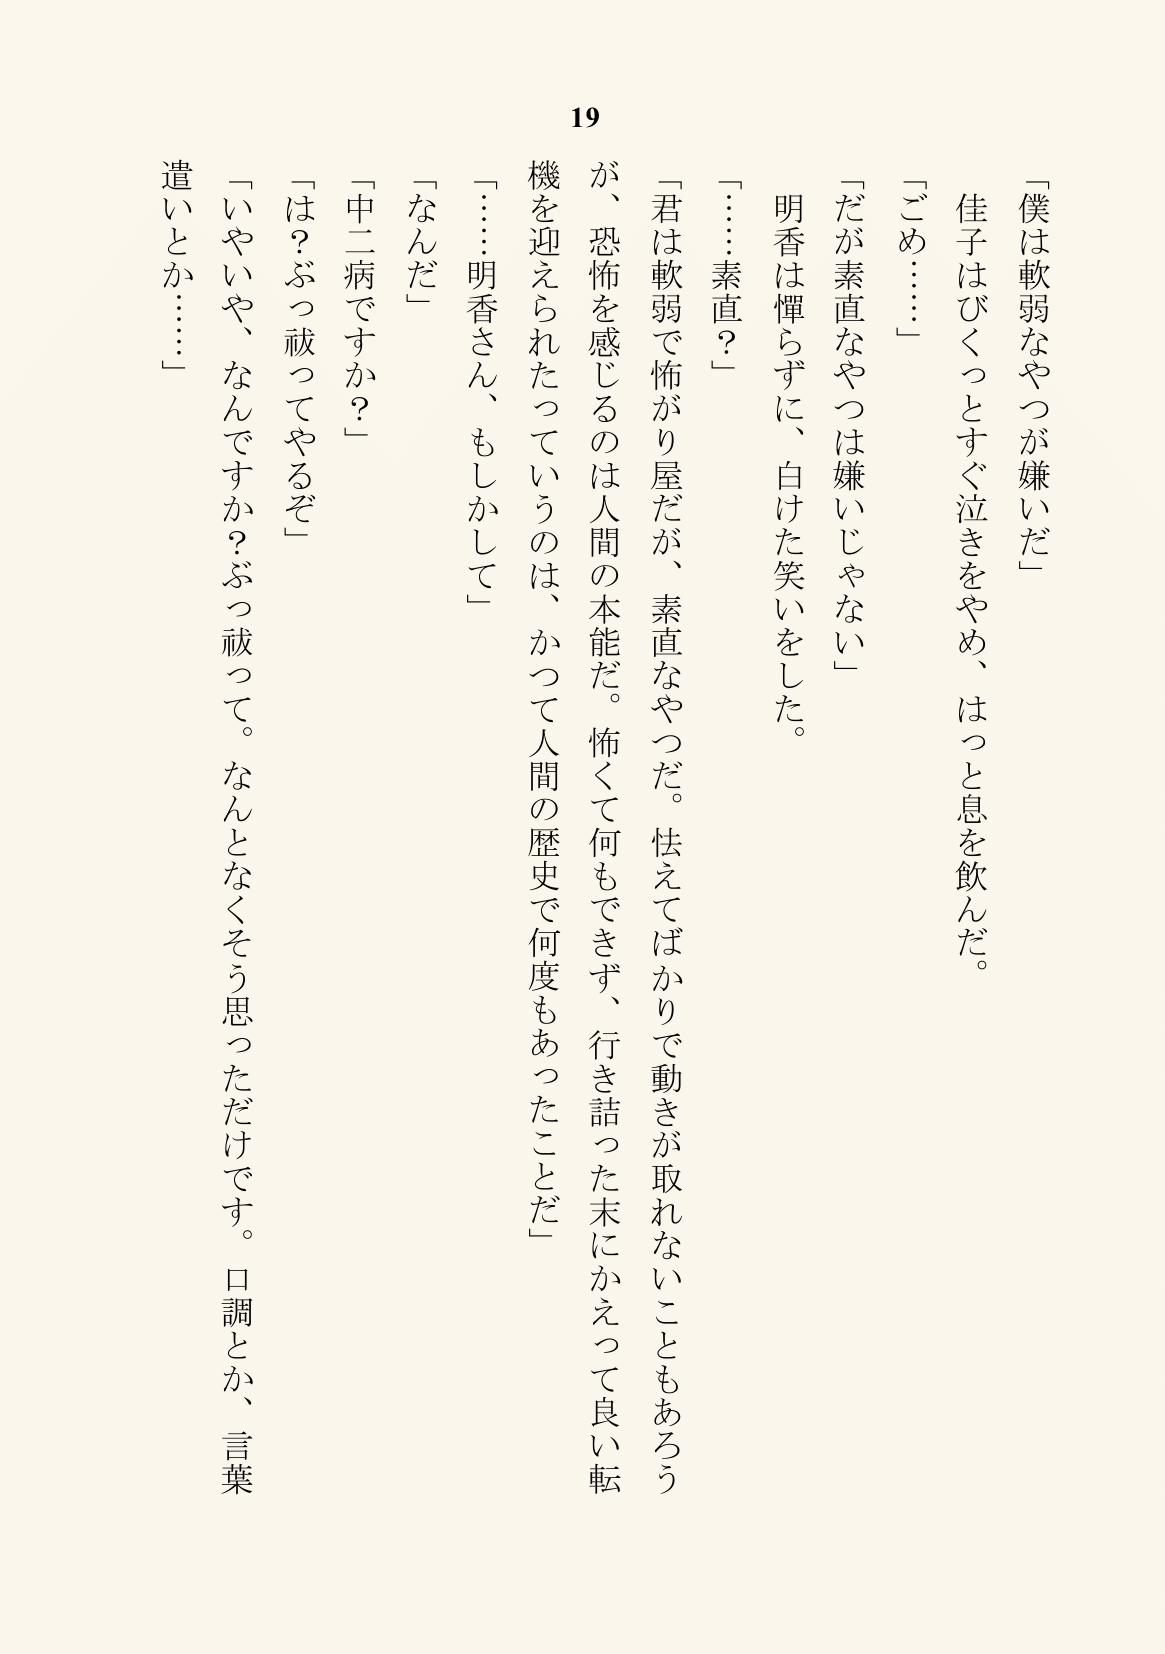 19
「僕は軟弱なやつが嫌いだ」
　佳子はびくっとすぐ泣きをやめ、はっと息を飲んだ。
「ごめ……」
「だが素直なやつは嫌いじゃない」
　明香は憚らずに、白けた笑いをした。
「……素直？」
「君は軟弱で怖がり屋だが、素直なやつだ。怯えてばかりで動きが取れないこともあろう
が、恐怖を感じるのは人間の本能だ。怖くて何もできず、行き詰った末にかえって良い転
機を迎えられたっていうのは、かつて人間の歴史で何度もあったことだ」
「……明香さん、もしかして」
「なんだ」
「中二病ですか？」
「は？ぶっ祓ってやるぞ」
「いやいや、なんですか？ぶっ祓って。なんとなくそう思っただけです。口調とか、言葉
遣いとか……」